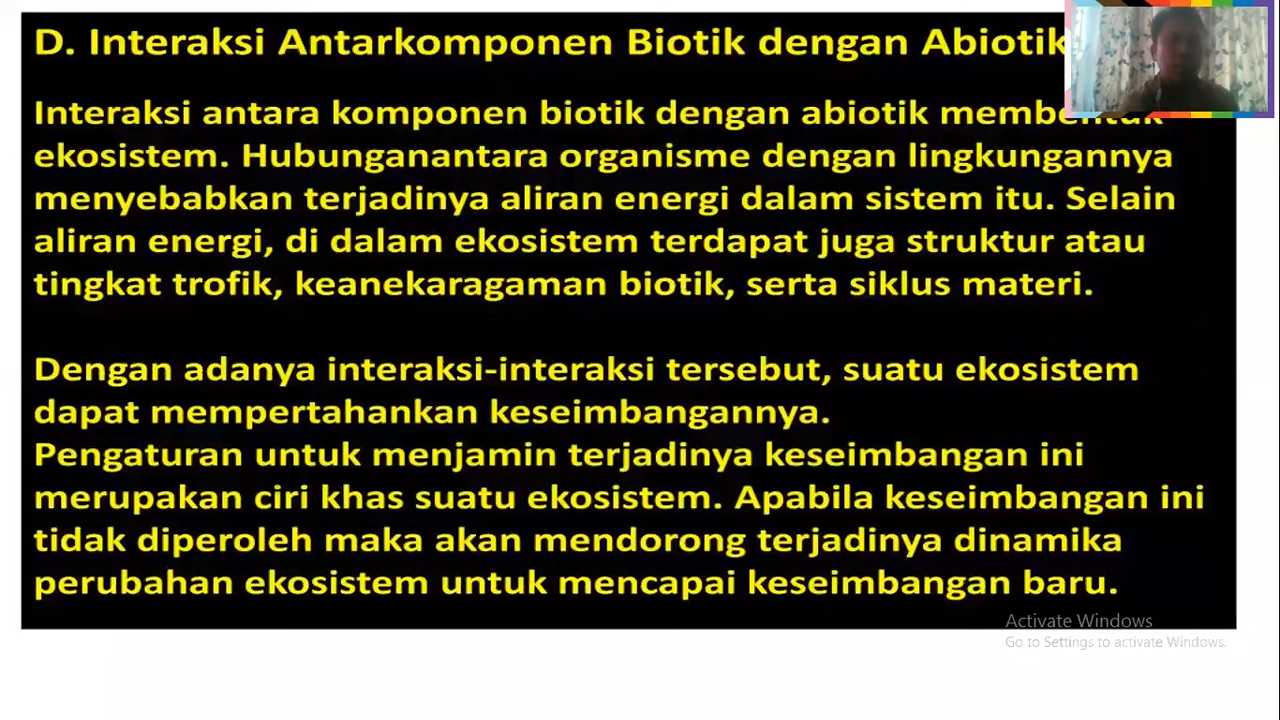 D. Interaksi Antarkomponen Biotik dengan Abiotik
Interaksi antara komponen biotik dengan abiotik membentuk
ekosistem. Hubunganantara organisme dengan lingkungannya
menyebabkan terjadinya aliran energi dalam sistem itu. Selain
aliran energi, di dalam ekosistem terdapat juga struktur atau
tingkat trofik, keanekaragaman biotik, serta siklus materi.
Dengan adanya interaksi-interaksi tersebut, suatu ekosistem
dapat mempertahankan keseimbangannya.
Pengaturan untuk menjamin terjadinya keseimbangan ini
merupakan ciri khas suatu ekosistem. Apabila keseimbangan ini
tidak diperoleh maka akan mendorong terjadinya dinamika
perubahan ekosistem untuk mencapai keseimbangan baru.
Activate Windows
Go to Settings to activate Windows.